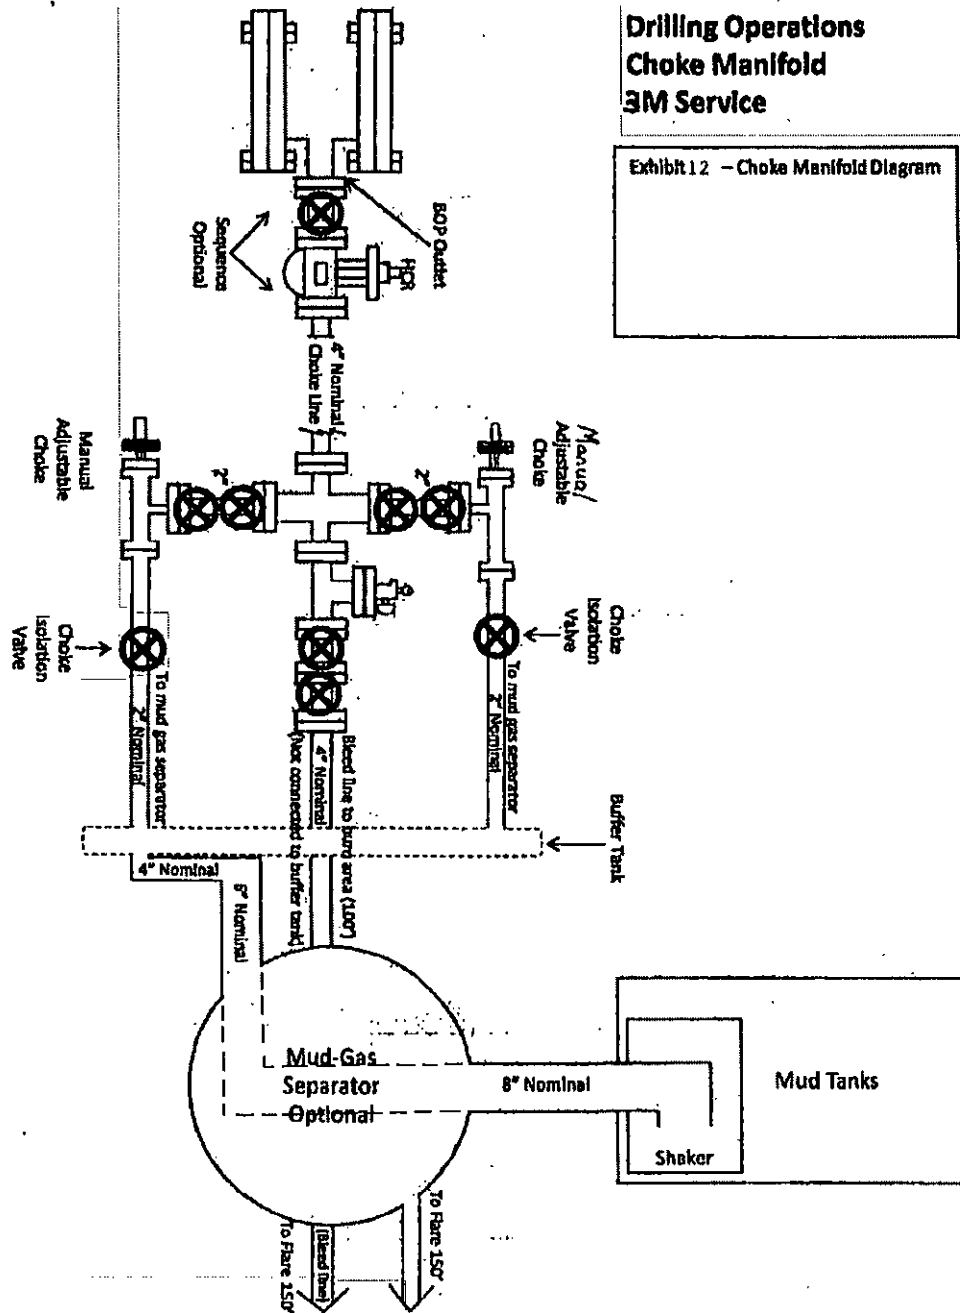 Drilling Operations
Choke Manifold
3M Service
Exhibit 12 – Choke Manifold Diagram
BOP Outlet
HCR
Sequence
Optional
4" Nominal
Choke Line
Manual
Adjustable
Choke
Manual
Adjustable
Choke
2"
2"
Choke
Isolation
Valve
Choke
Isolation
Valve
To mud gas separator
2" Nominal
To mud gas separator
2" Nominal
Bleed line to burn area (100')
4" Nominal
(Not connected to buffer tank)
Buffer Tank
4" Nominal
6" Nominal
Mud-Gas
Separator
Optional
8" Nominal
Mud Tanks
Shaker
To Flare 150'
(Bleed line)
To Flare 150'